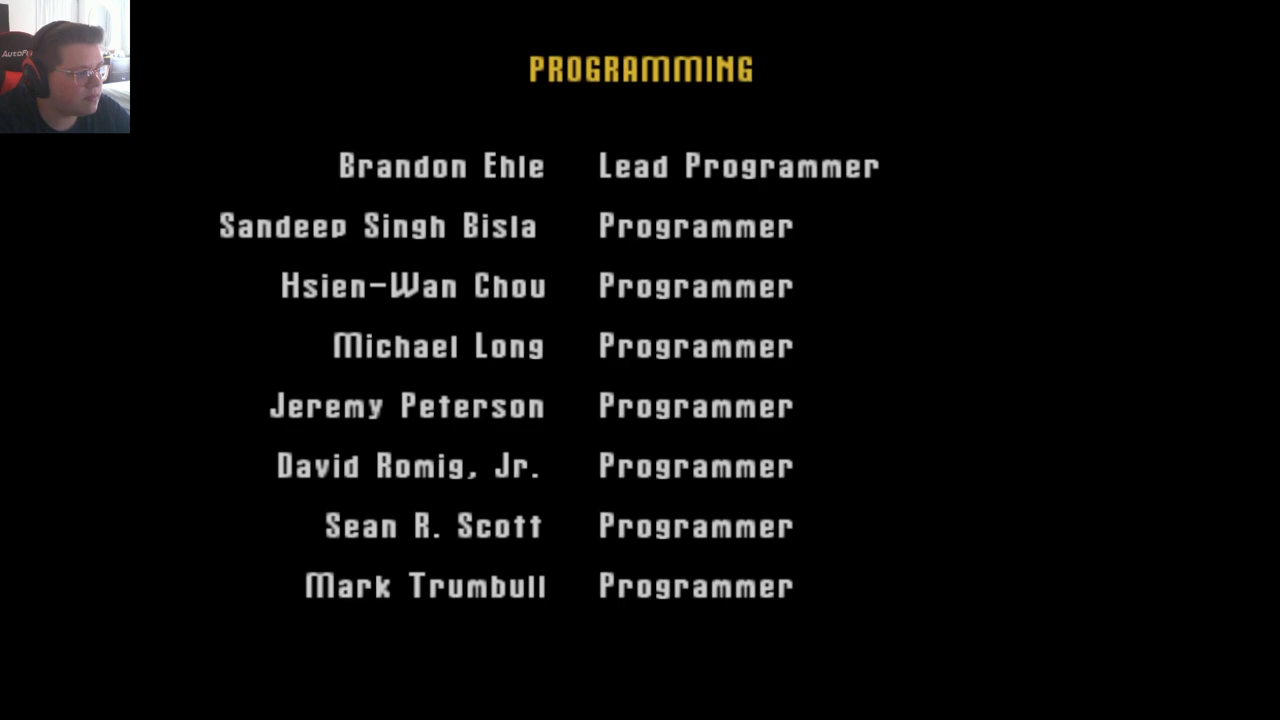 PROGRAMMING
Brandon Ehle Lead Programmer
Sandeep Singh Bisla Programmer
Hsien-Wan Chou Programmer
Michael Long Programmer
Jeremy Peterson Programmer
David Romig, Jr. Programmer
Sean R. Scott Programmer
Mark Trumbull Programmer